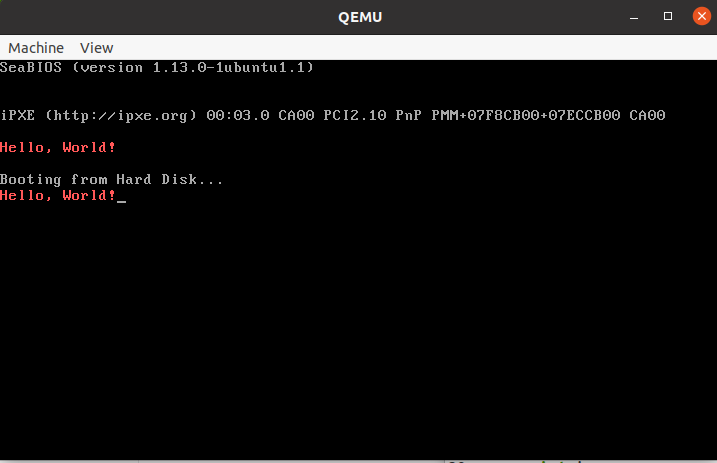 QEMU
Machine View
SeaBIOS (version 1.13.0-1ubuntu1.1)
iPXE (http://ipxe.org) 00:03.0 CA00 PCI2.10 PnP PMM+07F8CB00+07ECCB00 CA00
Hello, World!
Booting from Hard Disk...
Hello, World!_